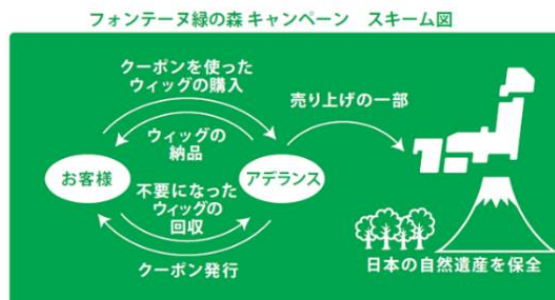 フォンテーヌ緑の森 キャンペーン　スキーム図
クーポンを使った
ウィッグの購入
売り上げの一部
ウィッグの
納品
お客様
アデランス
不要になった
ウィッグの
回収
クーポン発行
日本の自然遺産を保全